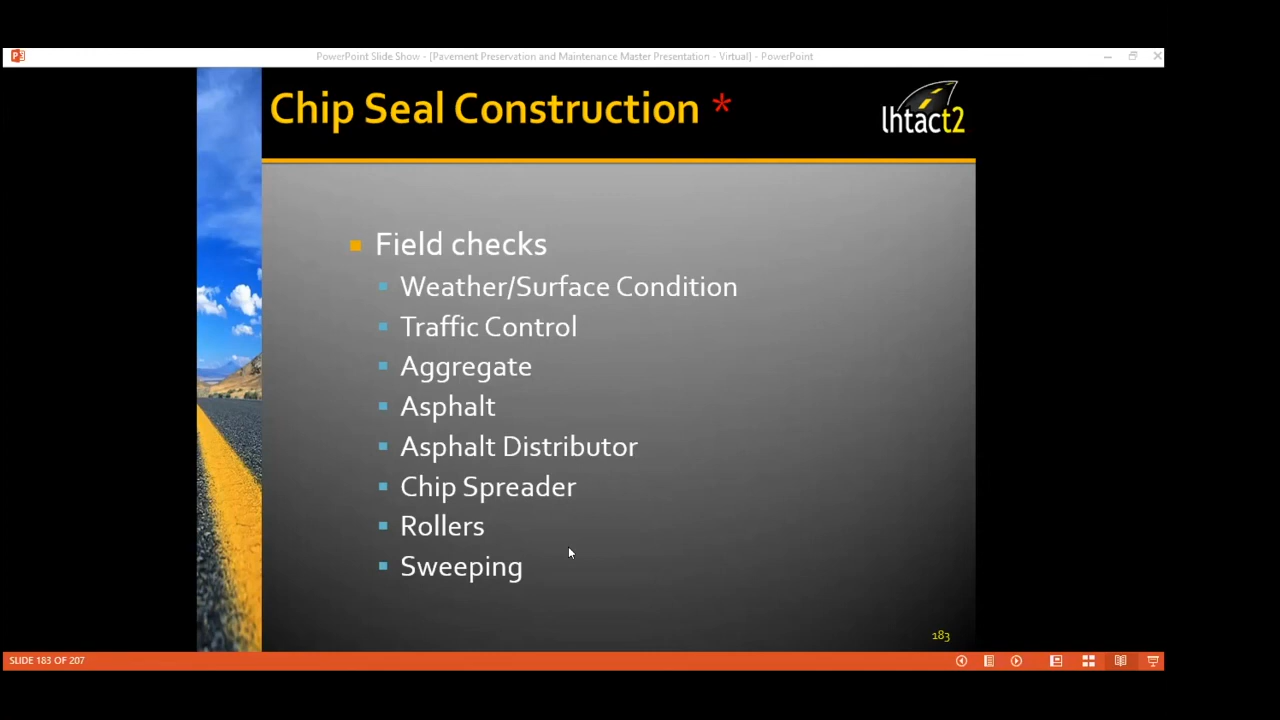 PowerPoint Slide Show - [Pavement Preservation and Maintenance Master Presentation - Virtual] - PowerPoint
Chip Seal Construction *
lhtact2
Field checks
Weather/Surface Condition
Traffic Control
Aggregate
Asphalt
Asphalt Distributor
Chip Spreader
Rollers
Sweeping
183
SLIDE 183 OF 207